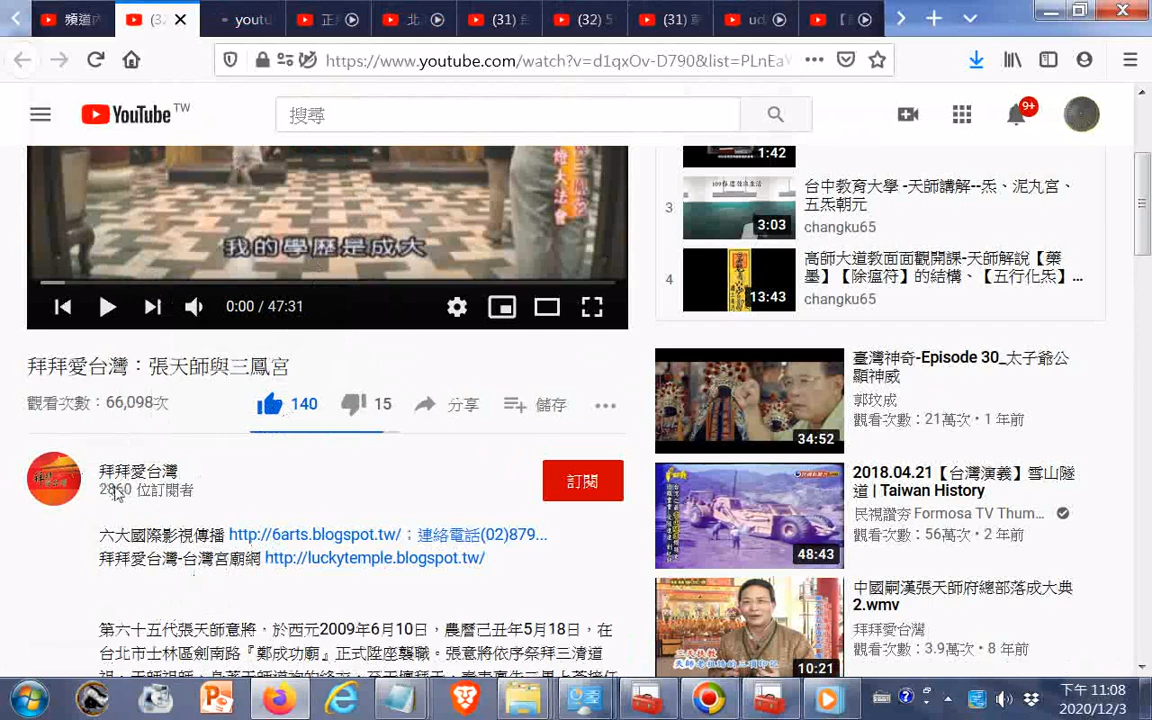 頻道內
(32
youtu
正
北
(31)
(32) 5
(31)
ud
【
https://www.youtube.com/watch?v=d1qxOv-D790&list=PLnEaV
YouTube TW
搜尋
9+
我的學歷是成大
0:00 / 47:31
拜拜愛台灣：張天師與三鳳宮
觀看次數：66,098次
140
15
分享
儲存
拜拜愛台灣
2860 位訂閱者
訂閱
六大國際影視傳播 http://6arts.blogspot.tw/；連絡電話(02)879...
拜拜愛台灣-台灣宮廟網 http://luckytemple.blogspot.tw/
第六十五代張天師意將，於西元2009年6月10日，農曆己丑年5月18日，在
台北市士林區劍南路『鄭成功廟』正式陞座襲職。張意將依序祭拜三清道
1:42
3
3:03
台中教育大學 -天師講解--炁、泥丸宮、
五炁朝元
changku65
4
13:43
高師大道教面面觀開課-天師解說【藥
墨】【除瘟符】的結構、【五行化炁】...
changku65
34:52
臺灣神奇-Episode 30_太子爺公
顯神威
郭玟成
觀看次數：21萬次 • 1 年前
48:43
2018.04.21【台灣演義】雪山隧
道 | Taiwan History
民視讚夯 Formosa TV Thum...
觀看次數：56萬次 • 2 年前
10:21
中國嗣漢張天師府總部落成大典
2.wmv
拜拜愛台灣
觀看次數：3.9萬次 • 8 年前
下午 11:08
2020/12/3